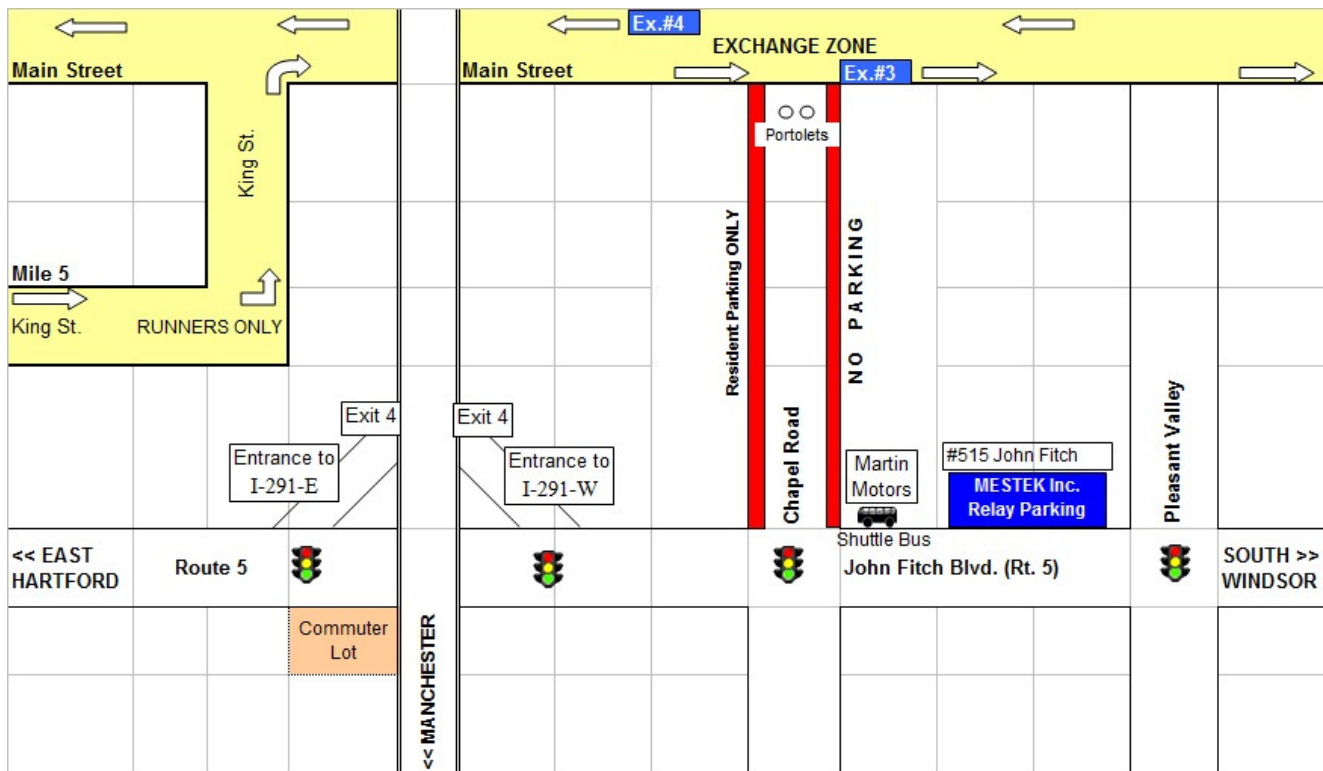 Ex.#4
EXCHANGE ZONE
Main Street
Main Street
Ex.#3
Portolets
King St.
Resident Parking ONLY
NO PARKING
Mile 5
King St.
RUNNERS ONLY
Exit 4
Exit 4
Entrance to
I-291-E
Entrance to
I-291-W
Chapel Road
Martin
Motors
#515 John Fitch
MESTEK Inc.
Relay Parking
Pleasant Valley
Shuttle Bus
<< EAST
HARTFORD
Route 5
John Fitch Blvd. (Rt. 5)
SOUTH >>
WINDSOR
Commuter
Lot
<< MANCHESTER